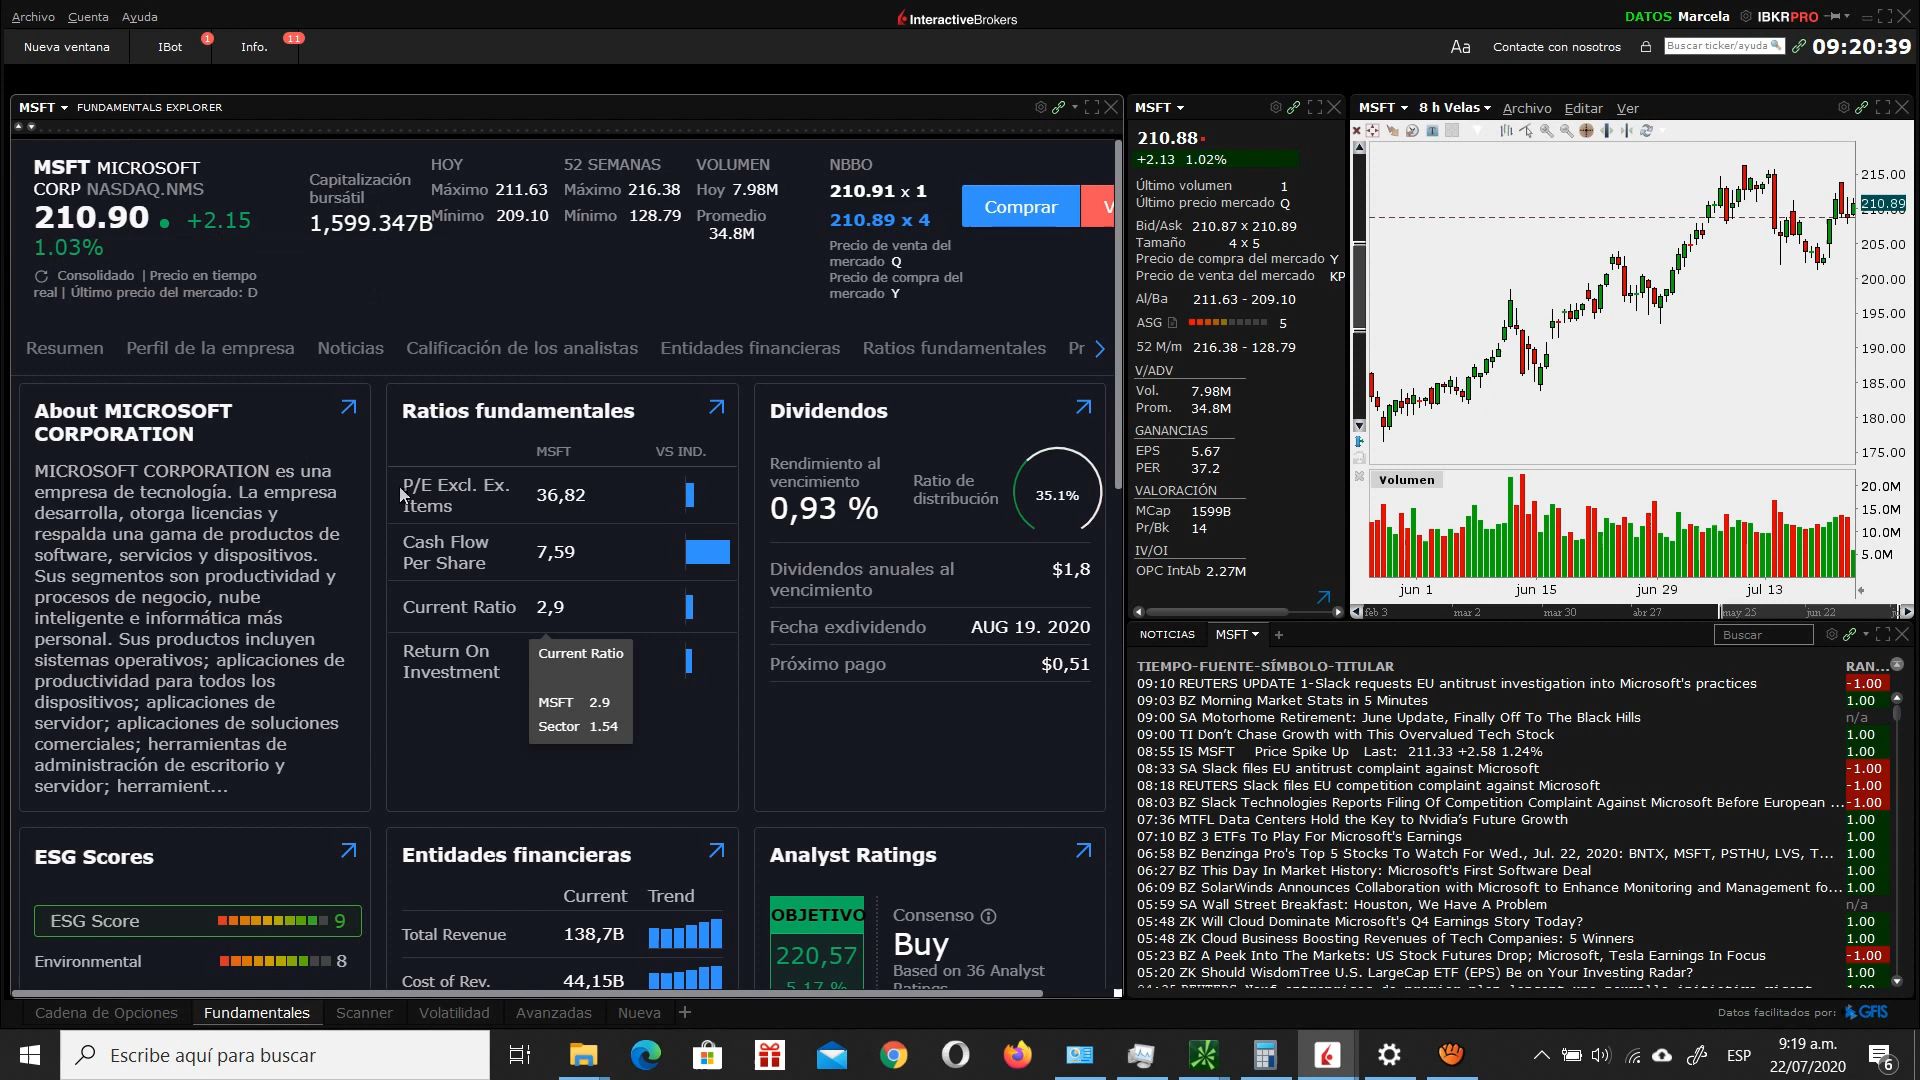 Archivo Cuenta Ayuda
InteractiveBrokers
DATOS Marcela IBKRPRO
Nueva ventana IBot 1 Info. 11
Aa Contacte con nosotros Buscar ticker/ayuda 09:20:39
MSFT FUNDAMENTALS EXPLORER
MSFT MICROSOFT
CORP NASDAQ.NMS
210.90 +2.15
1.03%
Consolidado | Precio en tiempo
real | Último precio del mercado: D
Capitalización
bursátil
1,599.347B
HOY
Máximo 211.63
Mínimo 209.10
52 SEMANAS
Máximo 216.38
Mínimo 128.79
VOLUMEN
Hoy 7.98M
Promedio
34.8M
NBBO
210.91 x 1
210.89 x 4
Precio de venta del
mercado Q
Precio de compra del
mercado Y
Comprar V
Resumen Perfil de la empresa Noticias Calificación de los analistas Entidades financieras Ratios fundamentales Pr
About MICROSOFT
CORPORATION
MICROSOFT CORPORATION es una
empresa de tecnología. La empresa
desarrolla, otorga licencias y
respalda una gama de productos de
software, servicios y dispositivos.
Sus segmentos son productividad y
procesos de negocio, nube
inteligente e informática más
personal. Sus productos incluyen
sistemas operativos; aplicaciones de
productividad para todos los
dispositivos; aplicaciones de
servidor; aplicaciones de soluciones
comerciales; herramientas de
administración de escritorio y
servidor; herramient...
Ratios fundamentales
MSFT VS IND.
P/E Excl. Ex.
Items 36,82
Cash Flow
Per Share 7,59
Current Ratio 2,9
Return On
Investment
Current Ratio
MSFT 2.9
Sector 1.54
Dividendos
Rendimiento al
vencimiento
0,93 %
Ratio de
distribución
35.1%
Dividendos anuales al
vencimiento $1,8
Fecha exdividendo AUG 19. 2020
Próximo pago $0,51
ESG Scores
ESG Score 9
Environmental 8
Entidades financieras
Current Trend
Total Revenue 138,7B
Cost of Rev. 44,15B
Analyst Ratings
OBJETIVO
220,57
5,17 %
Consenso
Buy
Based on 36 Analyst
Ratings
MSFT
210.88
+2.13 1.02%
Último volumen 1
Último precio mercado Q
Bid/Ask 210.87 x 210.89
Tamaño 4 x 5
Precio de compra del mercado Y
Precio de venta del mercado KP
Al/Ba 211.63 - 209.10
ASG 5
52 M/m 216.38 - 128.79
V/ADV
Vol. 7.98M
Prom. 34.8M
GANANCIAS
EPS 5.67
PER 37.2
VALORACIÓN
MCap 1599B
Pr/Bk 14
IV/OI
OPC IntAb 2.27M
MSFT 8 h Velas Archivo Editar Ver
215.00
210.89
205.00
200.00
195.00
190.00
185.00
180.00
175.00
Volumen
20.0M
15.0M
10.0M
5.0M
jun 1 jun 15 jun 29 jul 13
feb 3 mar 2 mar 30 abr 27 may 25 jun 22
NOTICIAS MSFT + Buscar
TIEMPO-FUENTE-SÍMBOLO-TITULAR RAN...
09:10 REUTERS UPDATE 1-Slack requests EU antitrust investigation into Microsoft's practices -1.00
09:03 BZ Morning Market Stats in 5 Minutes 1.00
09:00 SA Motorhome Retirement: June Update, Finally Off To The Black Hills n/a
09:00 TI Don't Chase Growth with This Overvalued Tech Stock 1.00
08:55 IS MSFT Price Spike Up Last: 211.33 +2.58 1.24% 1.00
08:33 SA Slack files EU antitrust complaint against Microsoft -1.00
08:18 REUTERS Slack files EU competition complaint against Microsoft -1.00
08:03 BZ Slack Technologies Reports Filing Of Competition Complaint Against Microsoft Before European ... -1.00
07:36 MTFL Data Centers Hold the Key to Nvidia's Future Growth 1.00
07:10 BZ 3 ETFs To Play For Microsoft's Earnings 1.00
06:58 BZ Benzinga Pro's Top 5 Stocks To Watch For Wed., Jul. 22, 2020: BNTX, MSFT, PSTHU, LVS, T... 1.00
06:27 BZ This Day In Market History: Microsoft's First Software Deal 1.00
06:09 BZ SolarWinds Announces Collaboration with Microsoft to Enhance Monitoring and Management fo... 1.00
05:59 SA Wall Street Breakfast: Houston, We Have A Problem n/a
05:48 ZK Will Cloud Dominate Microsoft's Q4 Earnings Story Today? 1.00
05:48 ZK Cloud Business Boosting Revenues of Tech Companies: 5 Winners 1.00
05:23 BZ A Peek Into The Markets: US Stock Futures Drop; Microsoft, Tesla Earnings In Focus -1.00
05:20 ZK Should WisdomTree U.S. LargeCap ETF (EPS) Be on Your Investing Radar? 1.00
Cadena de Opciones Fundamentales Scanner Volatilidad Avanzadas Nueva +
Datos facilitados por: GFIS
Escribe aquí para buscar
ESP
9:19 a.m.
22/07/2020
6